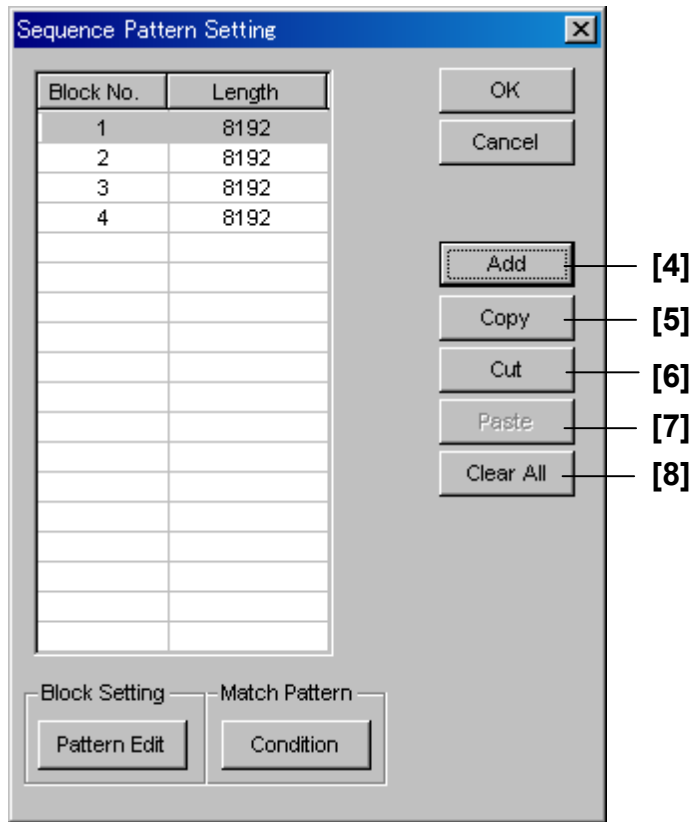 Sequence Pattern Setting
Block No. Length
1 8192
2 8192
3 8192
4 8192
OK
Cancel
Add [4]
Copy [5]
Cut [6]
Paste [7]
Clear All [8]
Block Setting Match Pattern
Pattern Edit Condition